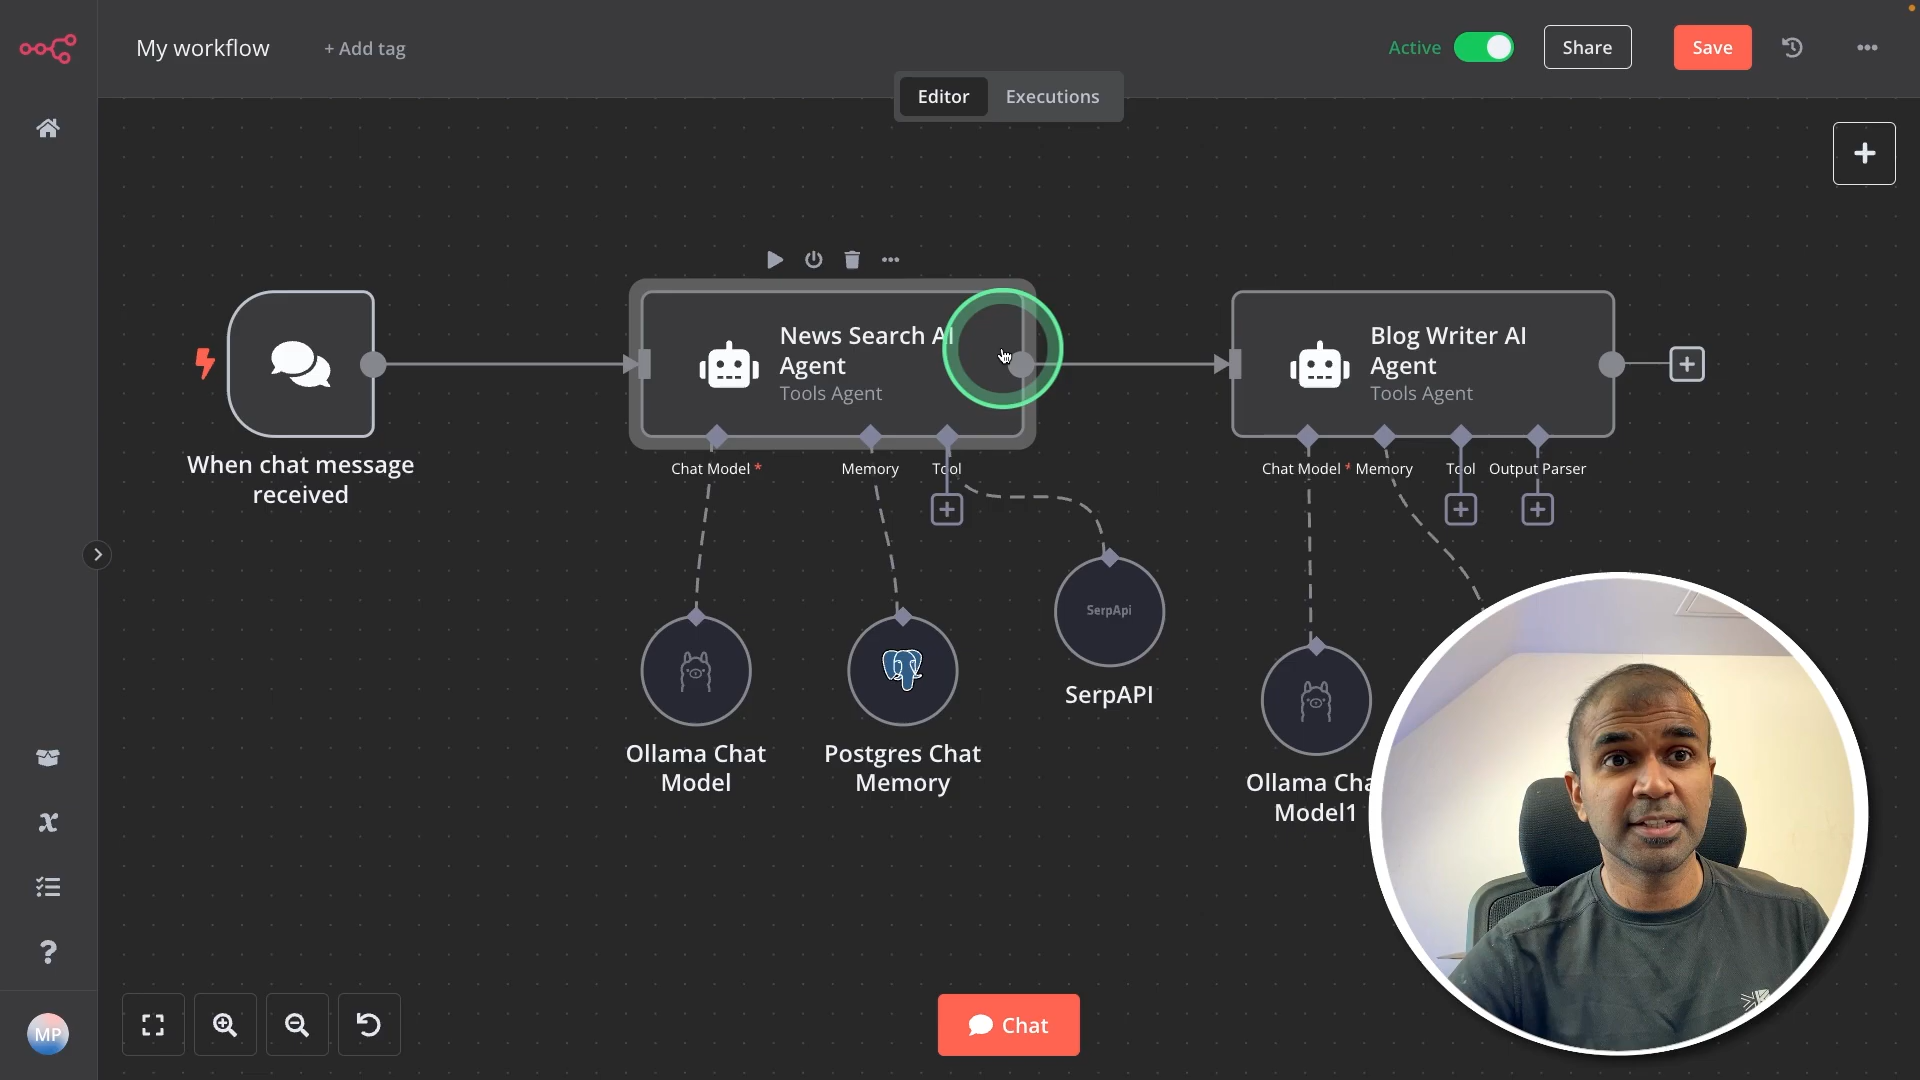 My workflow
+ Add tag
Active
Share
Save
Editor
Executions
News Search AI
Agent
Tools Agent
Blog Writer AI
Agent
Tools Agent
When chat message
received
Chat Model *
Memory
Tool
Chat Model *
Memory
Tool
Output Parser
SerpApi
SerpAPI
Ollama Chat
Model
Postgres Chat
Memory
Ollama Cha
Model1
MP
Chat